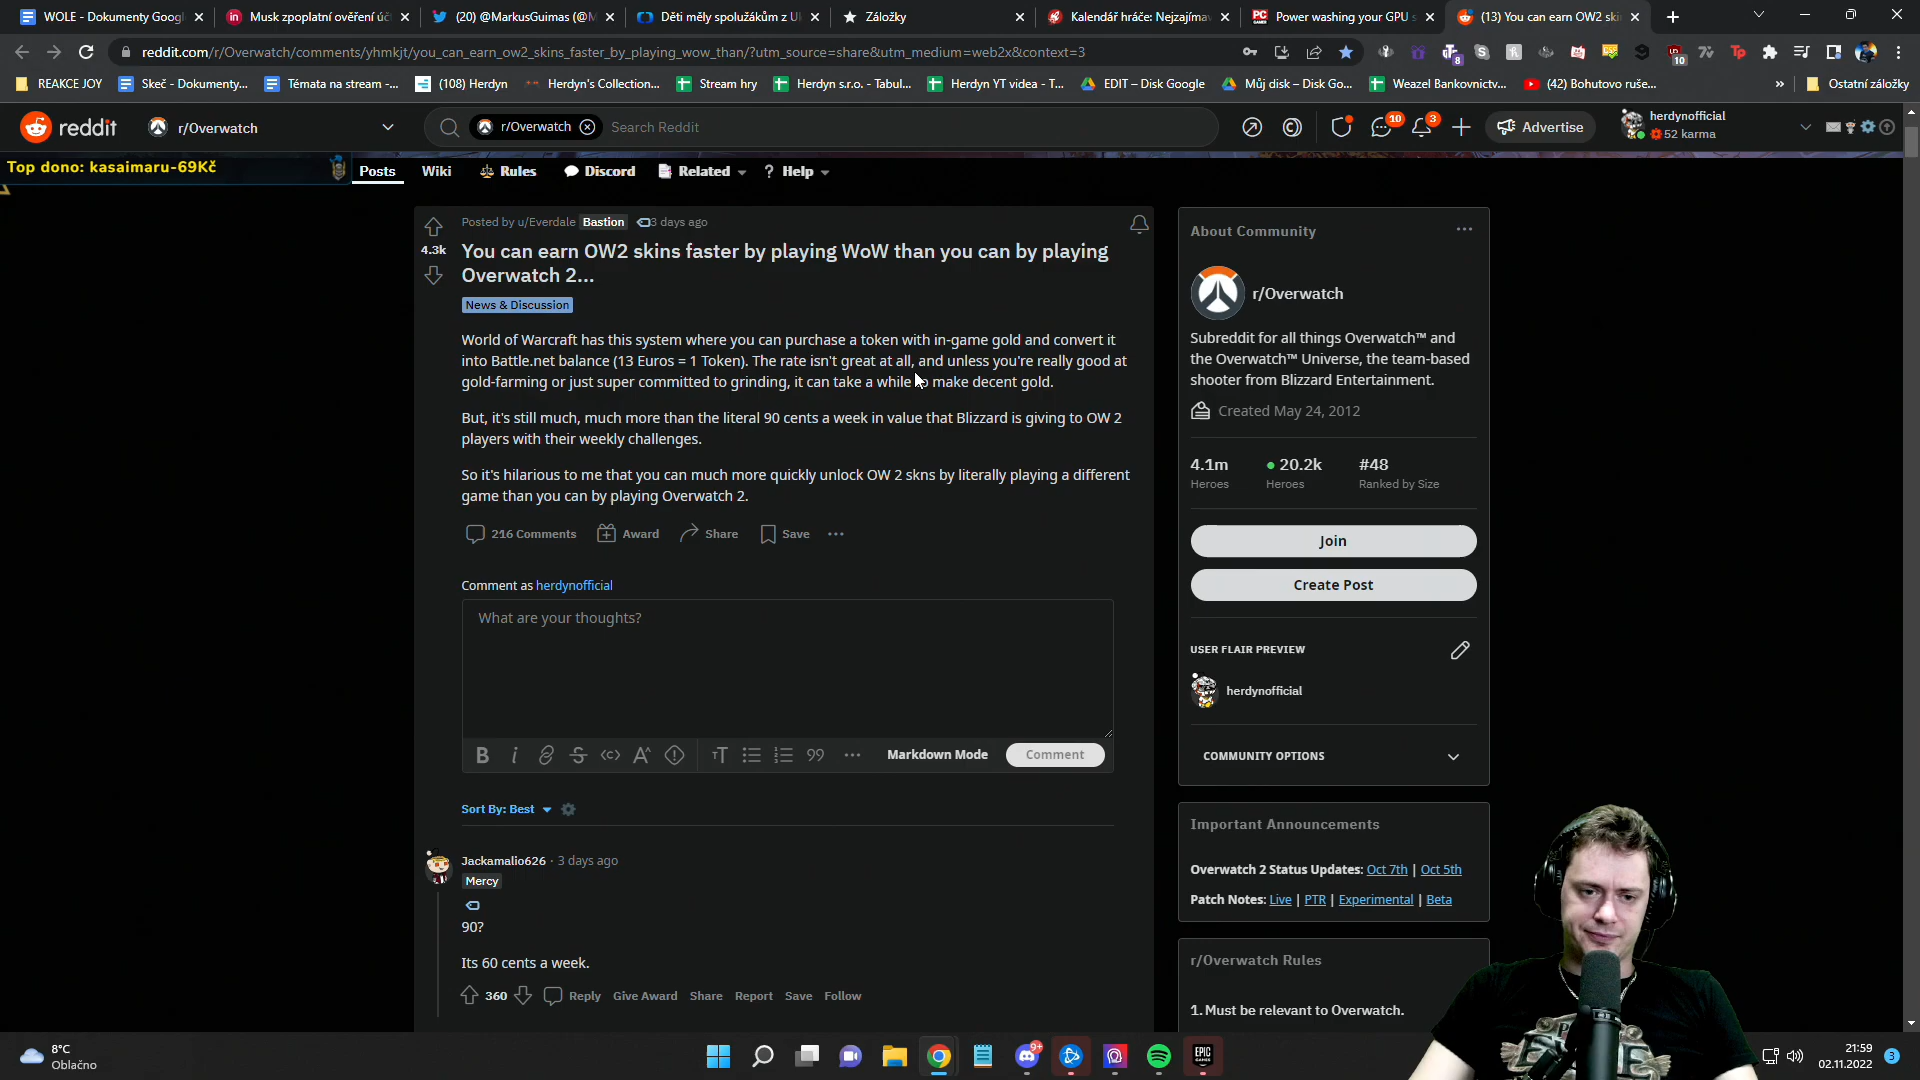 WOLE - Dokumenty Googl
Musk zpoplatní ověření úč
(20) @MarkusGuimas (@M
Děti měly spolužákům z U
Záložky
Kalendář hráče: Nejzajíma
Power washing your GPU s
(13) You can earn OW2 ski
reddit.com/r/Overwatch/comments/yhmkjt/you_can_earn_ow2_skins_faster_by_playing_wow_than/?utm_source=share&utm_medium=web2x&context=3
8
10
REAKCE JOY
Skeč - Dokumenty...
Témata na stream -...
(108) Herdyn
Herdyn's Collection...
Stream hry
Herdyn s.r.o. - Tabul...
Herdyn YT videa - T...
EDIT – Disk Google
Můj disk – Disk Go...
Weazel Bankovnictv...
(42) Bohutovo ruše...
»
Ostatní záložky
reddit
r/Overwatch
r/Overwatch
Search Reddit
10
3
Advertise
herdynofficial
52 karma
Top dono: kasaimaru-69Kč
Posts
Wiki
Rules
Discord
Related
? Help
Posted by u/Everdale Bastion 3 days ago
4.3k
You can earn OW2 skins faster by playing WoW than you can by playing
Overwatch 2...
News & Discussion
World of Warcraft has this system where you can purchase a token with in-game gold and convert it
into Battle.net balance (13 Euros = 1 Token). The rate isn't great at all, and unless you're really good at
gold-farming or just super committed to grinding, it can take a while to make decent gold.
But, it's still much, much more than the literal 90 cents a week in value that Blizzard is giving to OW 2
players with their weekly challenges.
So it's hilarious to me that you can much more quickly unlock OW 2 skns by literally playing a different
game than you can by playing Overwatch 2.
216 Comments
Award
Share
Save
Comment as herdynofficial
What are your thoughts?
Markdown Mode
Comment
Sort By: Best
Jackamalio626 · 3 days ago
Mercy
90?
Its 60 cents a week.
360
Reply
Give Award
Share
Report
Save
Follow
About Community
r/Overwatch
Subreddit for all things Overwatch™ and
the Overwatch™ Universe, the team-based
shooter from Blizzard Entertainment.
Created May 24, 2012
4.1m
20.2k
#48
Heroes
Heroes
Ranked by Size
Join
Create Post
USER FLAIR PREVIEW
herdynofficial
COMMUNITY OPTIONS
Important Announcements
Overwatch 2 Status Updates: Oct 7th | Oct 5th
Patch Notes: Live | PTR | Experimental | Beta
r/Overwatch Rules
1. Must be relevant to Overwatch.
8°C
Oblačno
9+
EPIC
GAMES
21:59
02.11.2022
3